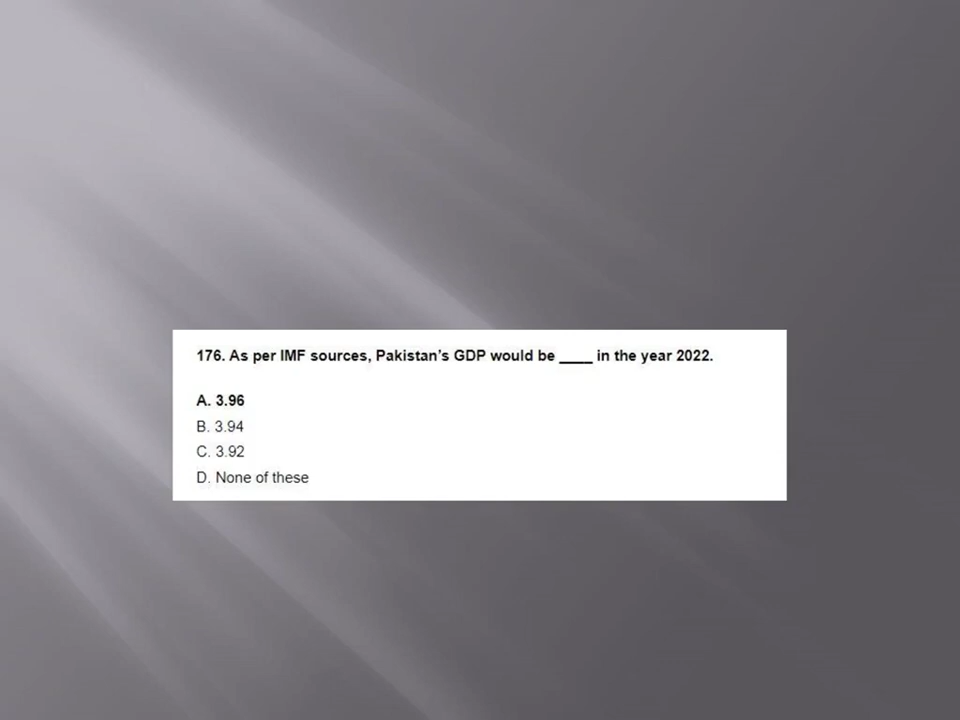 176. As per IMF sources, Pakistan's GDP would be ____ in the year 2022.
A. 3.96
B. 3.94
C. 3.92
D. None of these